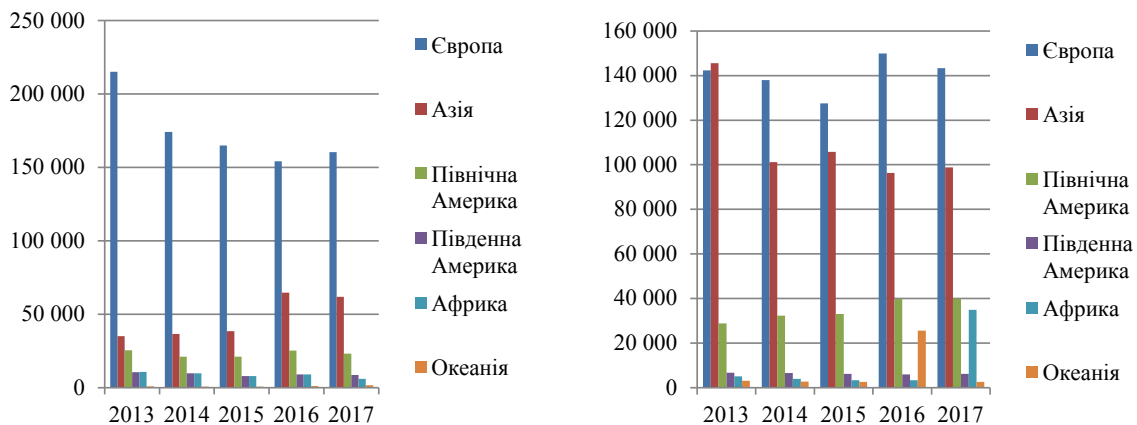 250 000
200 000
150 000
100 000
50 000
0
2013 2014 2015 2016 2017
Європа
Азія
Північна
Америка
Південна
Америка
Африка
Океанія
160 000
140 000
120 000
100 000
80 000
60 000
40 000
20 000
0
2013 2014 2015 2016 2017
Європа
Азія
Північна
Америка
Південна
Америка
Африка
Океанія